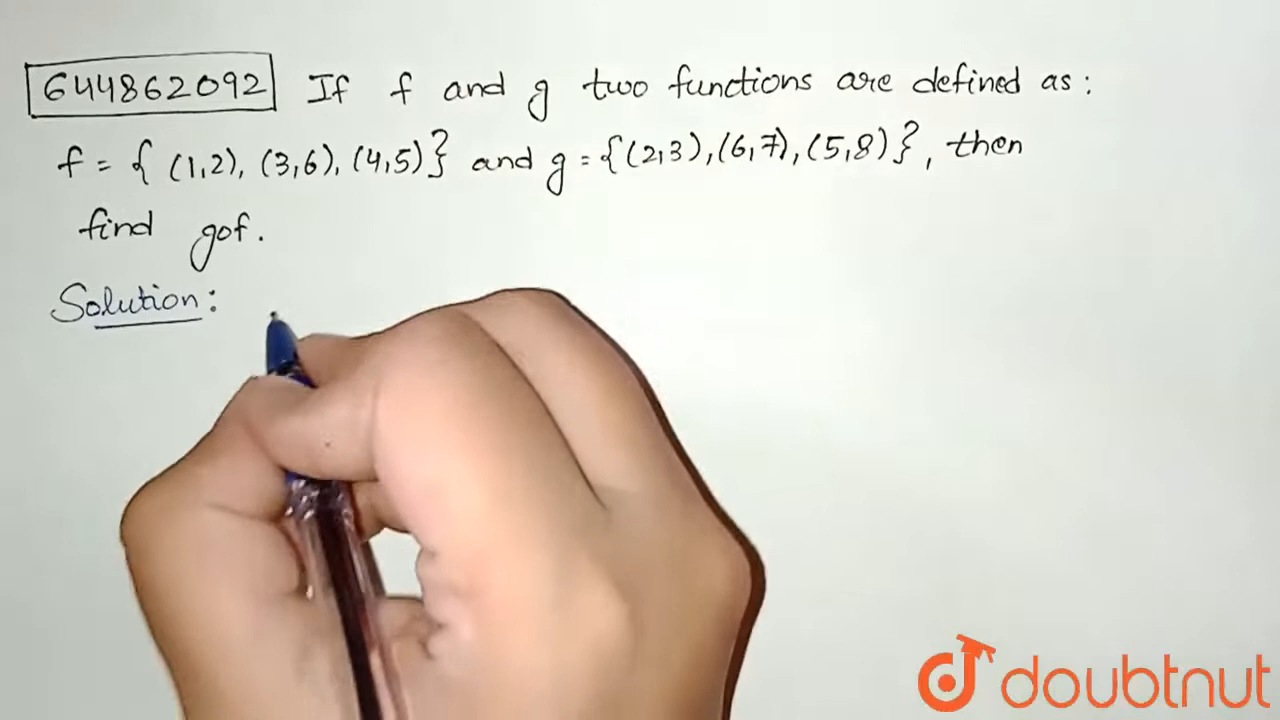 644862092 If f and g two functions are defined as :
f = { (1,2), (3,6), (4,5)} and g = {(2,3), (6,7), (5,8)}, then
find gof.
Solution:
doubtnut